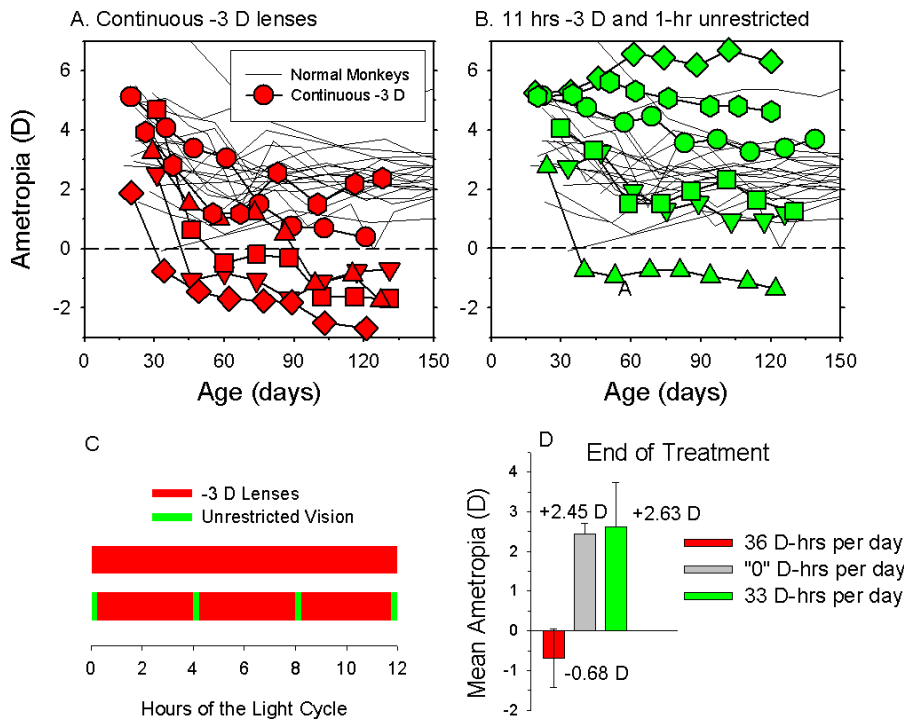 A. Continuous -3 D lenses
B. 11 hrs -3 D and 1-hr unrestricted
Ametropia (D)
6
4
2
0
-2
Normal Monkeys
Continuous -3 D
0 30 60 90 120 150
Age (days)
6
4
2
0
-2
A
0 30 60 90 120 150
Age (days)
C
-3 D Lenses
Unrestricted Vision
0 2 4 6 8 10 12
Hours of the Light Cycle
D
End of Treatment
Mean Ametropia (D)
4
3
2
1
0
-1
-2
+2.45 D
+2.63 D
-0.68 D
36 D-hrs per day
"0" D-hrs per day
33 D-hrs per day